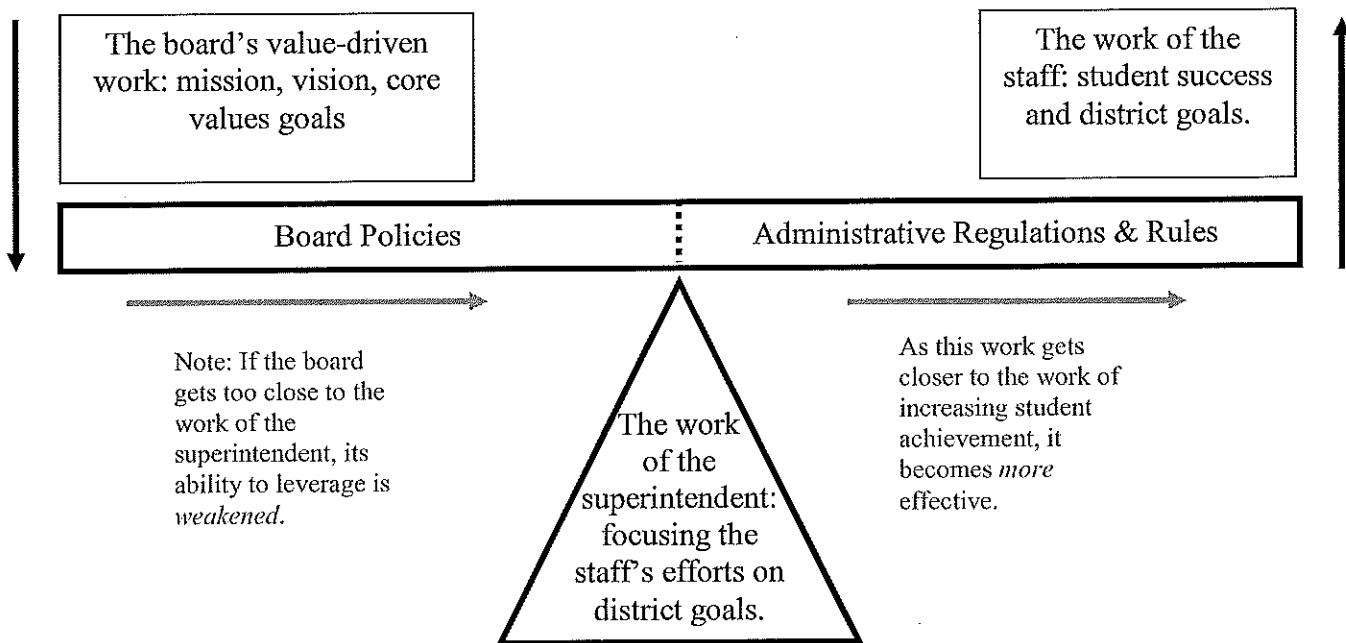 The board's value-driven
work: mission, vision, core
values goals
The work of the
staff: student success
and district goals.
Board Policies
Administrative Regulations & Rules
Note: If the board
gets too close to the
work of the
superintendent, its
ability to leverage is
weakened.
The work
of the
superintendent:
focusing the
staff's efforts on
district goals.
As this work gets
closer to the work of
increasing student
achievement, it
becomes more
effective.